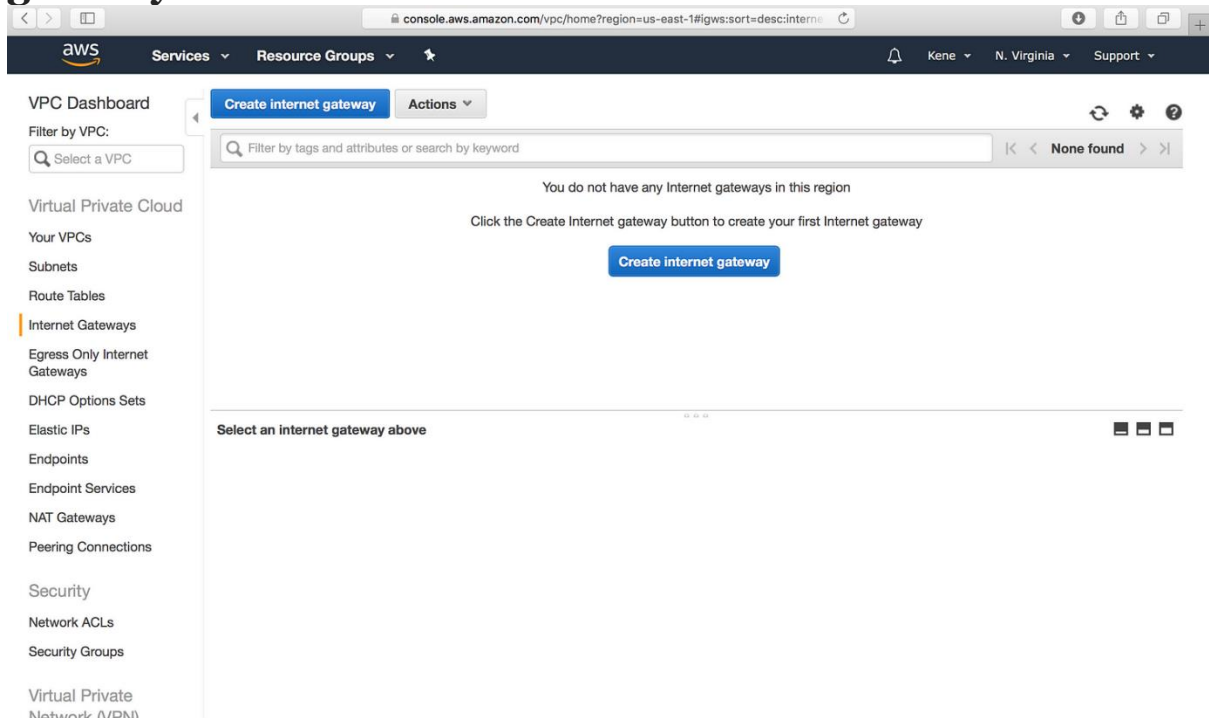 console.aws.amazon.com/vpc/home?region=us-east-1#igws:sort=desc:interne
aws Services Resource Groups Kene N. Virginia Support
VPC Dashboard
Filter by VPC:
Select a VPC
Virtual Private Cloud
Your VPCs
Subnets
Route Tables
Internet Gateways
Egress Only Internet
Gateways
DHCP Options Sets
Elastic IPs
Endpoints
Endpoint Services
NAT Gateways
Peering Connections
Security
Network ACLs
Security Groups
Virtual Private
Network (VPN)
Create internet gateway Actions
Filter by tags and attributes or search by keyword None found
You do not have any Internet gateways in this region
Click the Create Internet gateway button to create your first Internet gateway
Create internet gateway
Select an internet gateway above